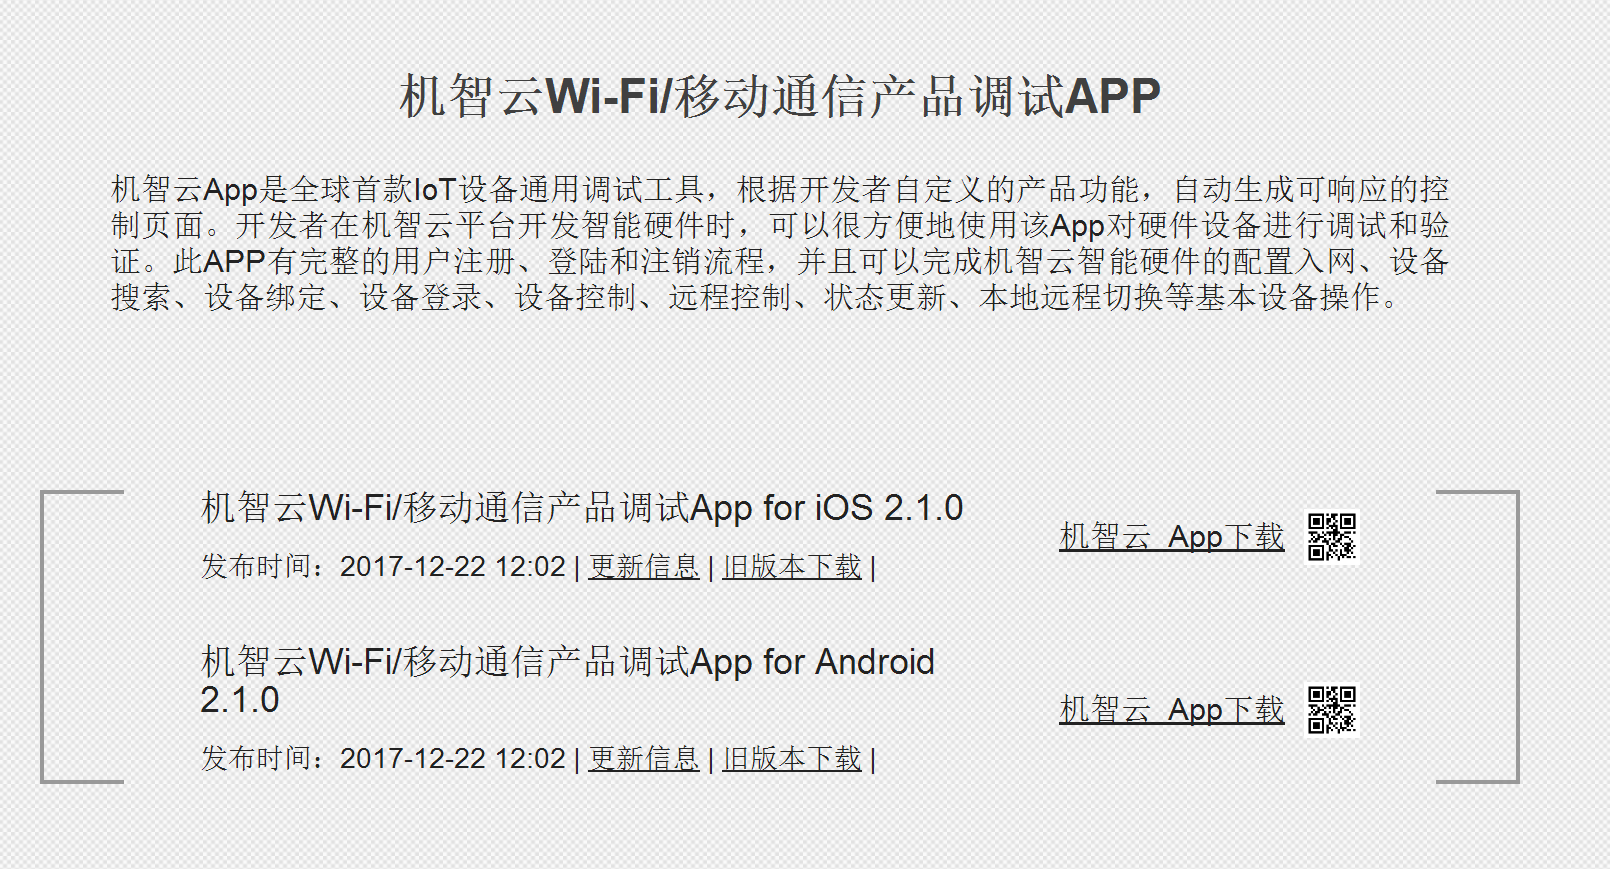 机智云Wi-Fi/移动通信产品调试APP
机智云App是全球首款IoT设备通用调试工具，根据开发者自定义的产品功能，自动生成可响应的控
制页面。开发者在机智云平台开发智能硬件时，可以很方便地使用该App对硬件设备进行调试和验
证。此APP有完整的用户注册、登陆和注销流程，并且可以完成机智云智能硬件的配置入网、设备
搜索、设备绑定、设备登录、设备控制、远程控制、状态更新、本地远程切换等基本设备操作。
机智云Wi-Fi/移动通信产品调试App for iOS 2.1.0
发布时间：2017-12-22 12:02 | 更新信息 | 旧版本下载 |
机智云 App下载
机智云Wi-Fi/移动通信产品调试App for Android
2.1.0
发布时间：2017-12-22 12:02 | 更新信息 | 旧版本下载 |
机智云 App下载